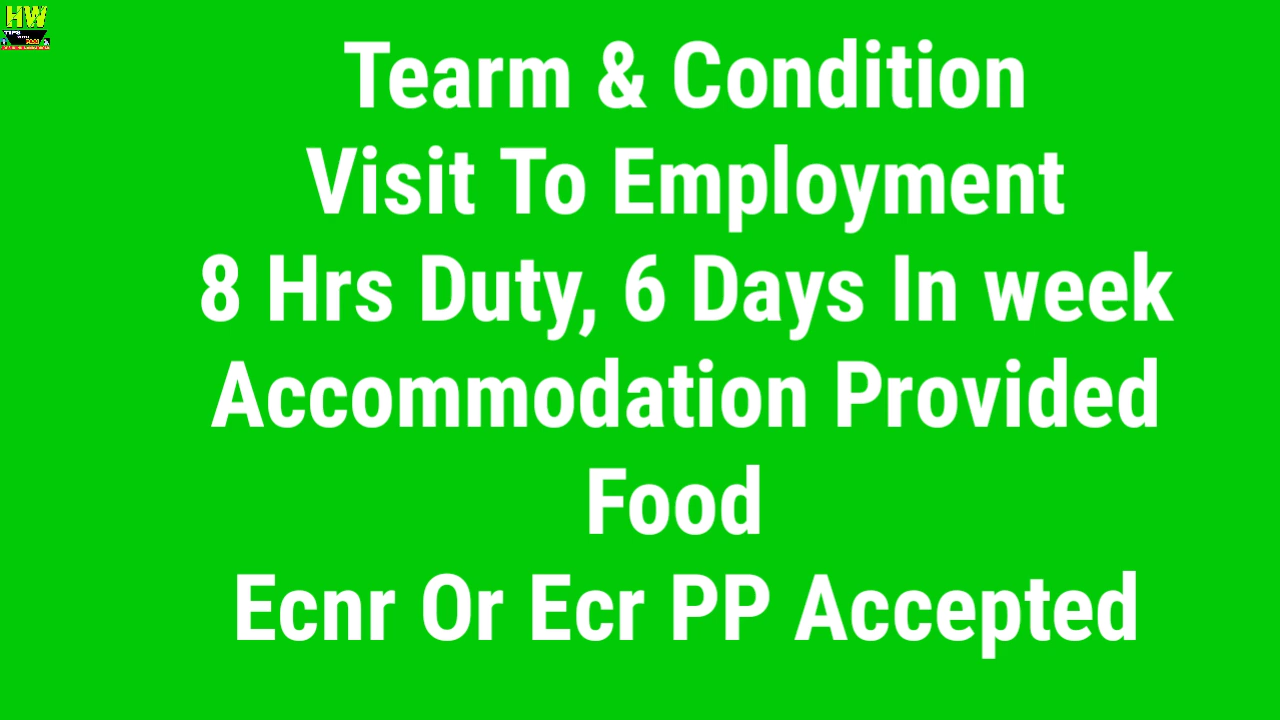 HW
TIPS
Tearm & Condition
Visit To Employment
8 Hrs Duty, 6 Days In week
Accommodation Provided
Food
Ecnr Or Ecr PP Accepted